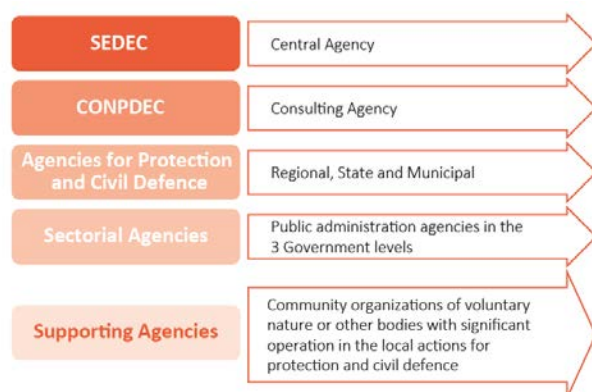 SEDEC
Central Agency
CONPDEC
Consulting Agency
Agencies for Protection
and Civil Defence
Regional, State and Municipal
Sectorial Agencies
Public administration agencies in the
3 Government levels
Supporting Agencies
Community organizations of voluntary
nature or other bodies with significant
operation in the local actions for
protection and civil defence